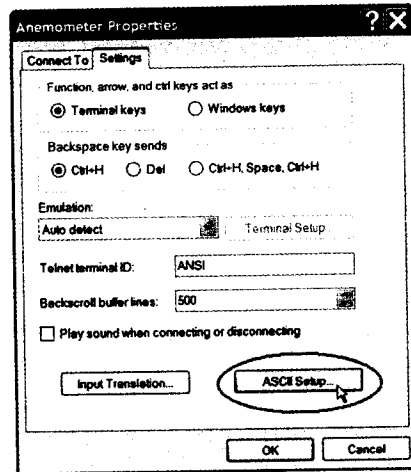 Anemometer Properties ? X
Connect To Settings
Function, arrow, and ctrl keys act as
Terminal keys Windows keys
Backspace key sends
Ctrl+H Del Ctrl+H, Space, Ctrl+H
Emulation:
Auto detect Terminal Setup
Telnet terminal ID: ANSI
Backscroll buffer lines: 500
Play sound when connecting or disconnecting
Input Translation... ASCII Setup...
OK Cancel